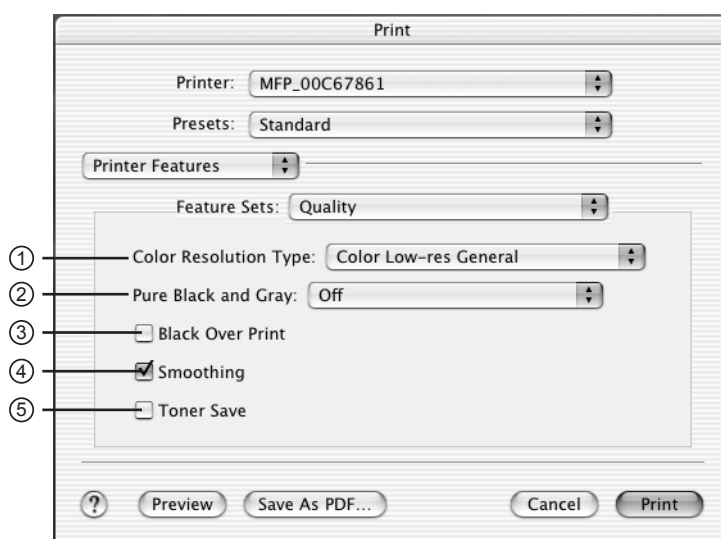 Print
Printer: MFP_00C67861
Presets: Standard
Printer Features
Feature Sets: Quality
① Color Resolution Type: Color Low-res General
② Pure Black and Gray: Off
③ Black Over Print
④ Smoothing
⑤ Toner Save
? Preview Save As PDF... Cancel Print